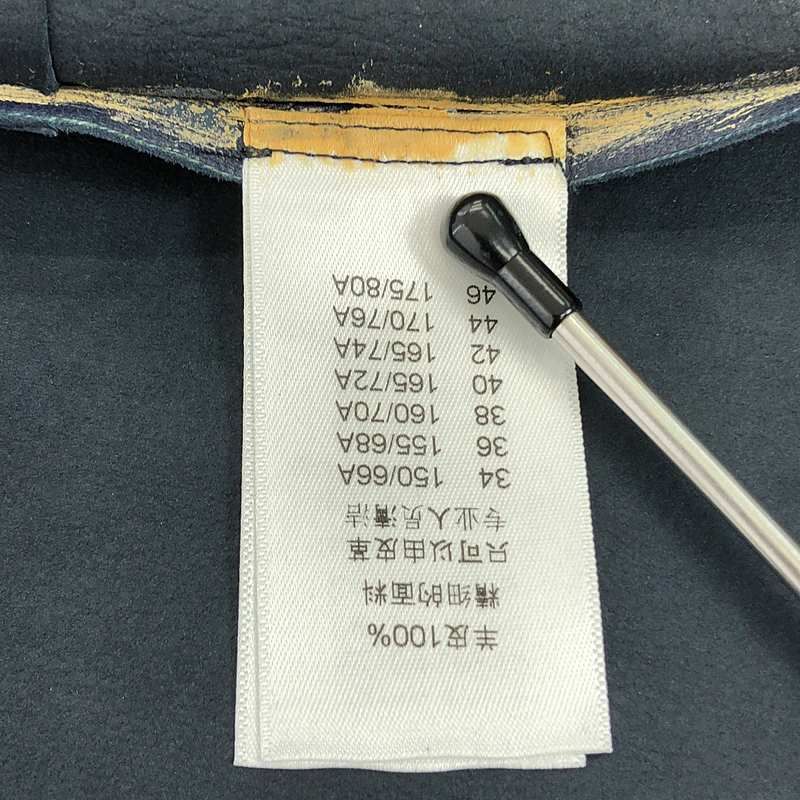 羊皮100%
精细的面料
只可以由皮革
专业人员清洁
34 150/66A
36 155/68A
38 160/70A
40 165/72A
42 165/74A
44 170/76A
46 175/80A